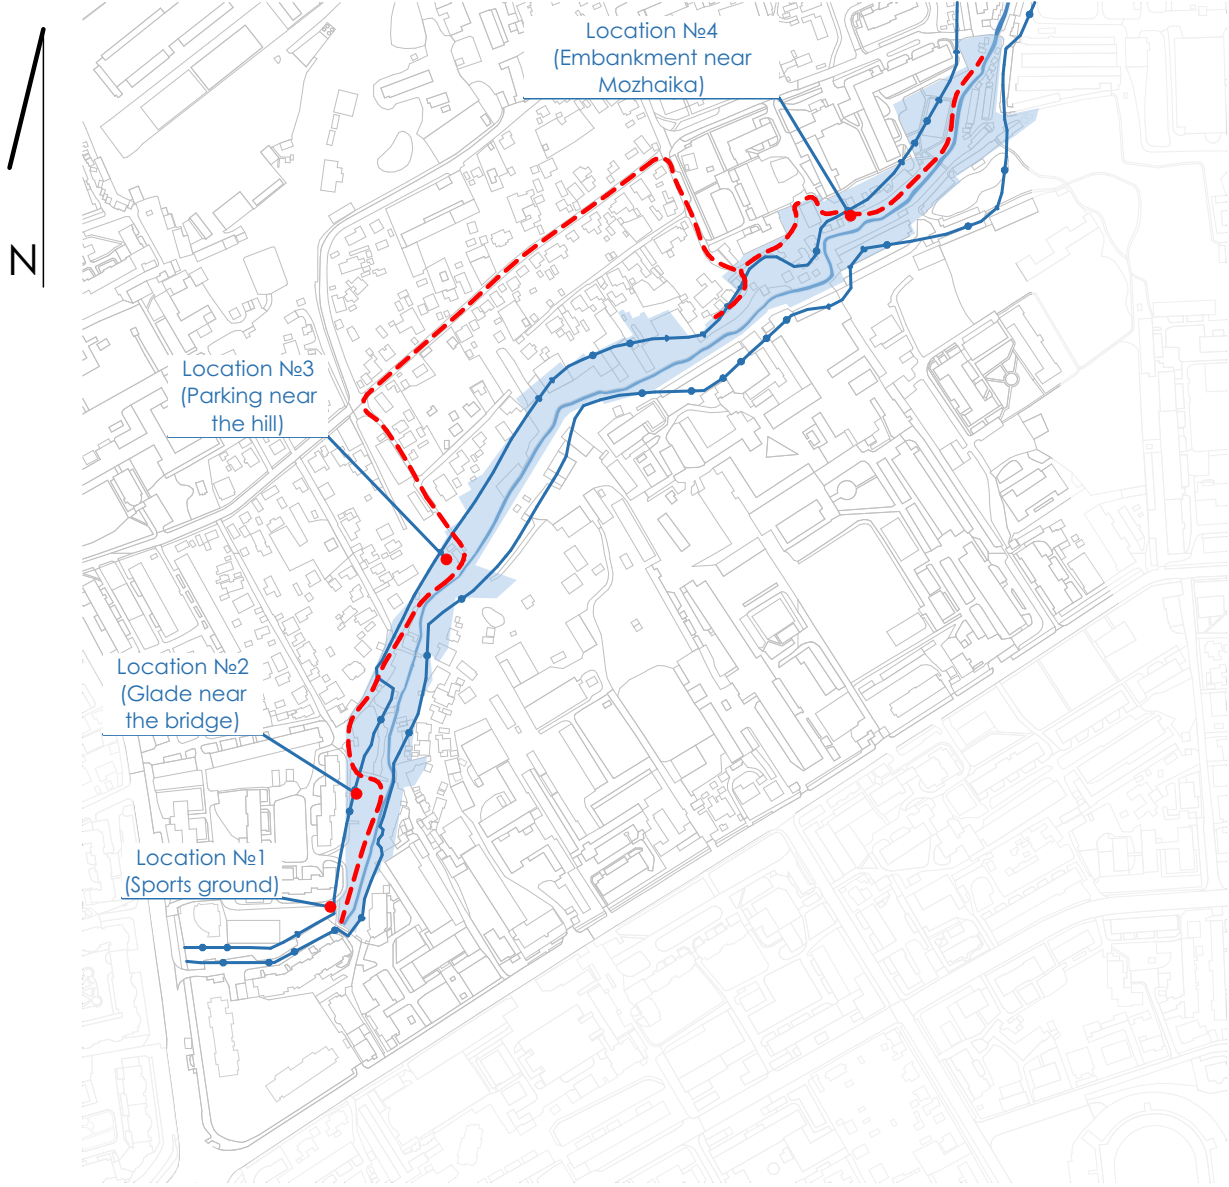 Location №4
(Embankment near
Mozhaika)
N
Location №3
(Parking near
the hill)
Location №2
(Glade near
the bridge)
Location №1
(Sports ground)